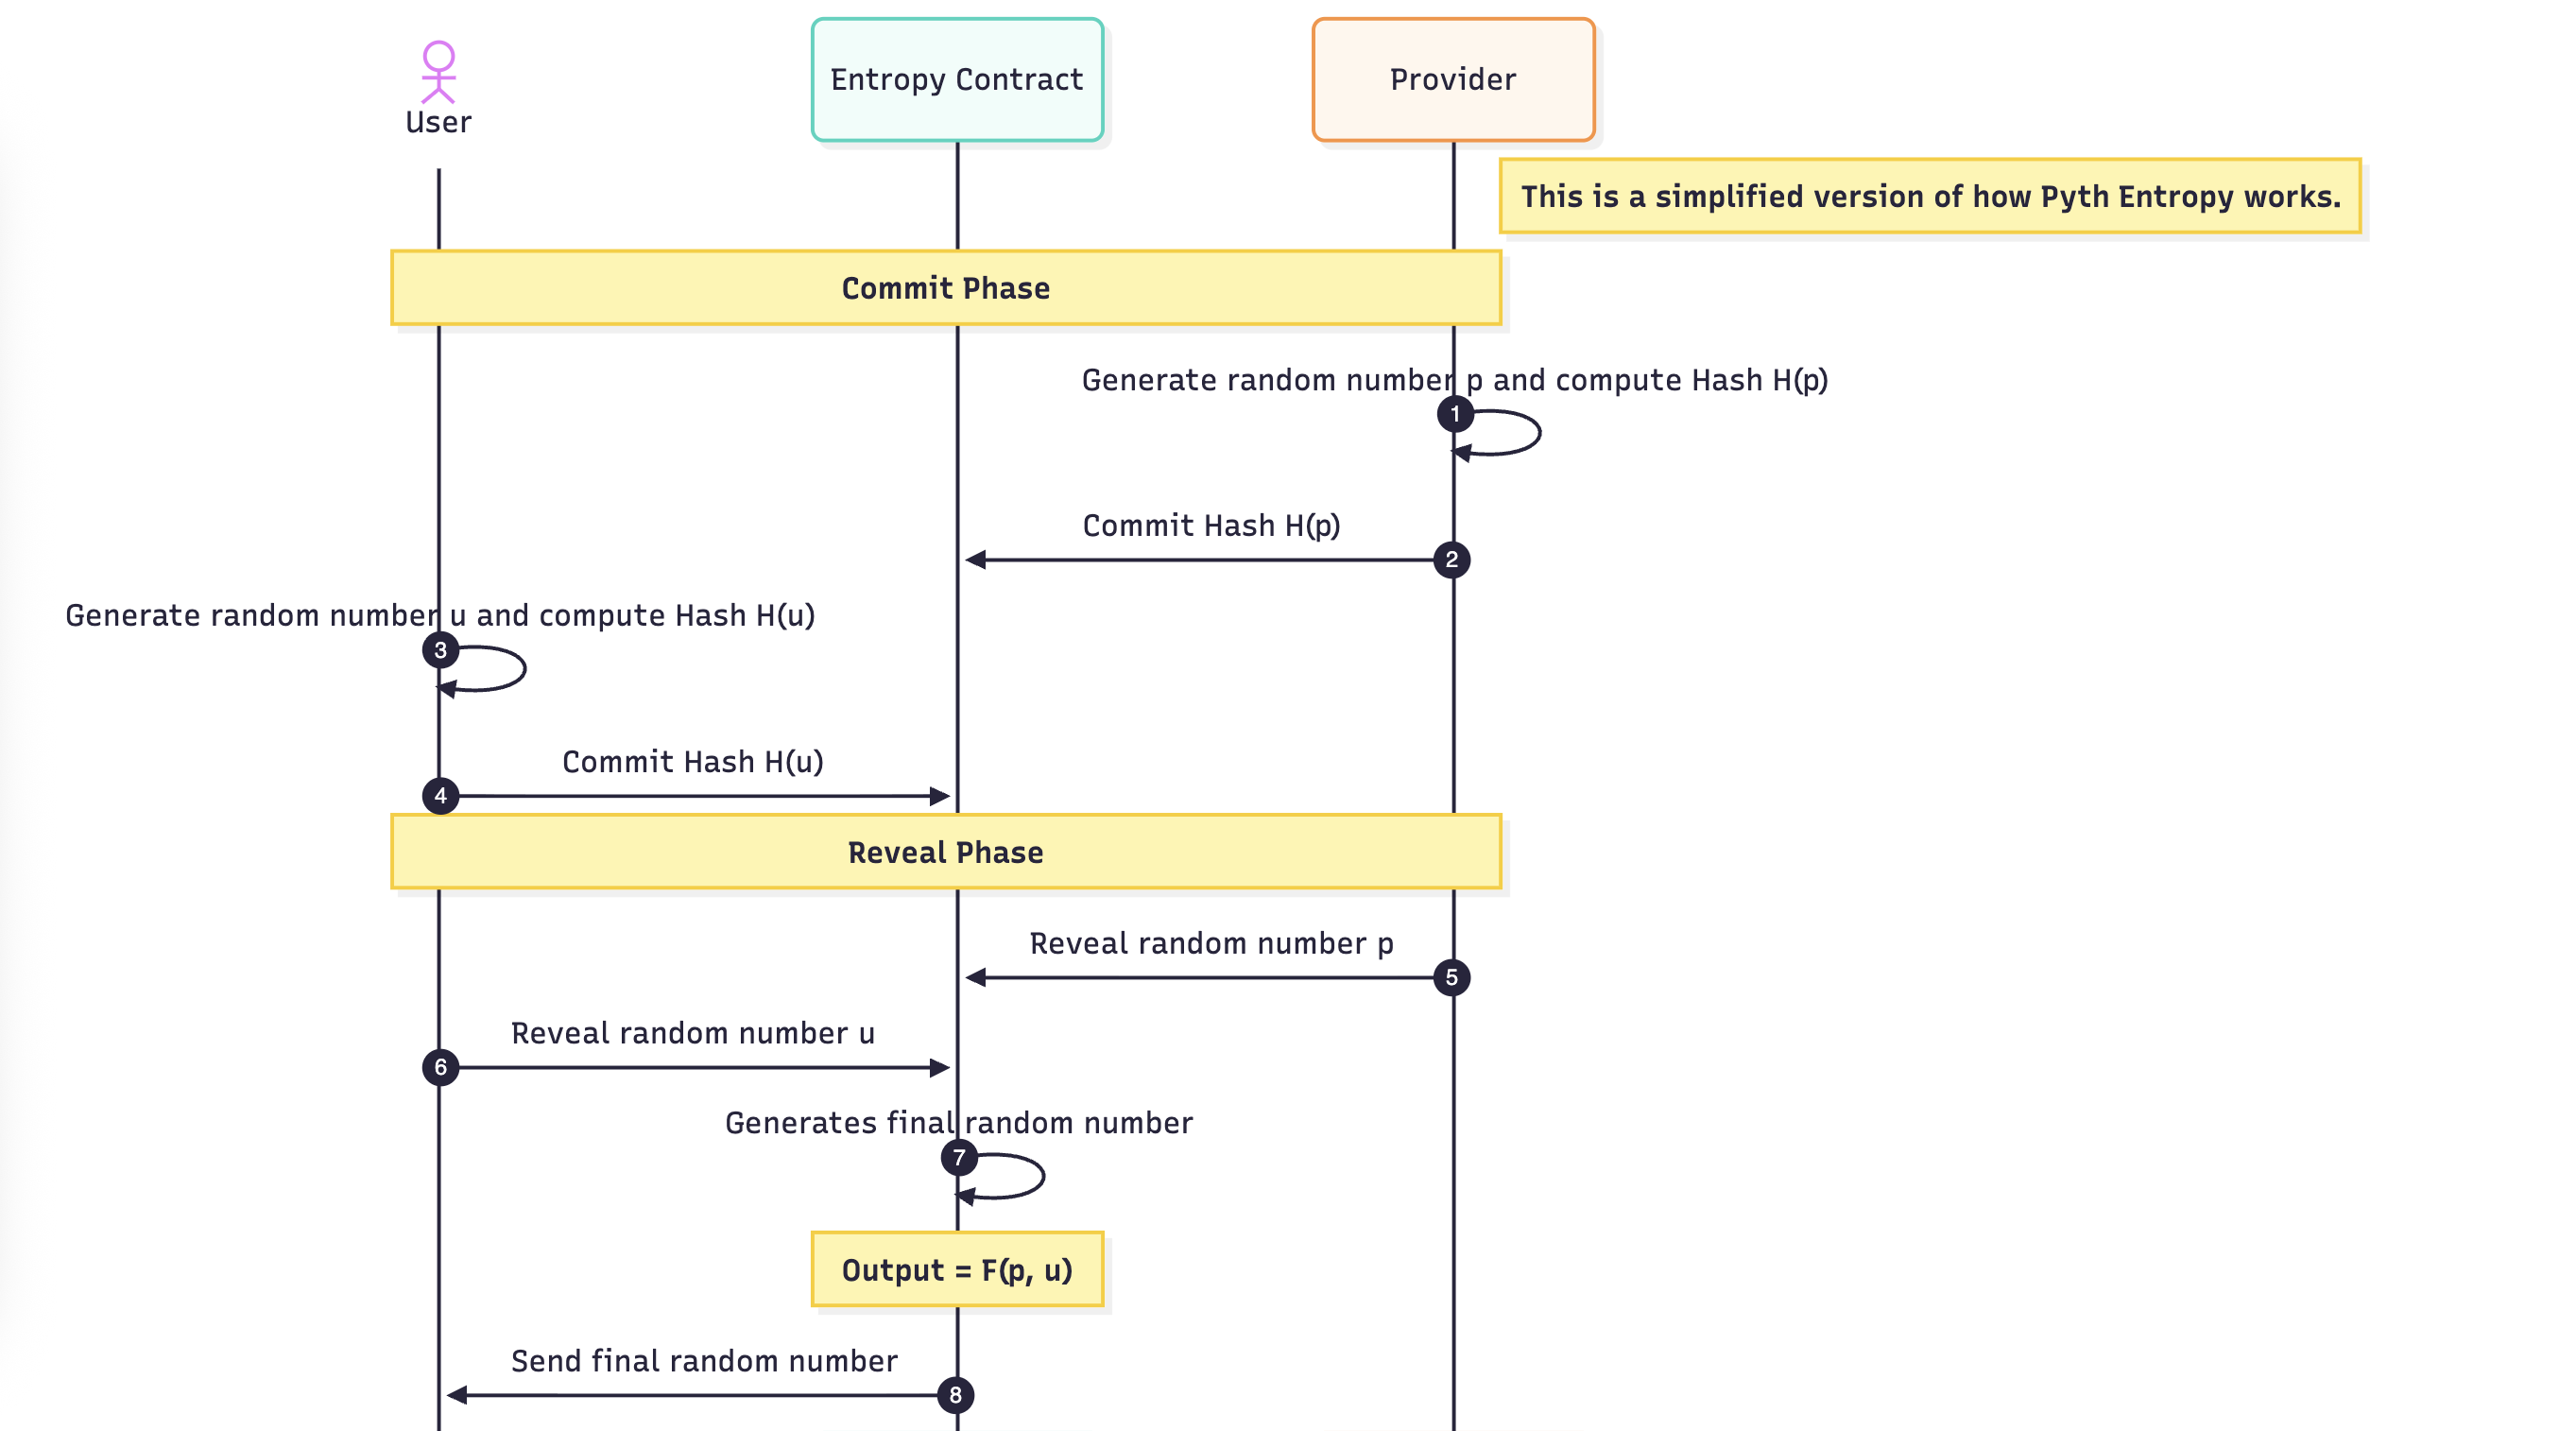 User
Entropy Contract
Provider
This is a simplified version of how Pyth Entropy works.
Commit Phase
Generate random number p and compute Hash H(p)
1
Commit Hash H(p)
2
Generate random number u and compute Hash H(u)
3
Commit Hash H(u)
4
Reveal Phase
Reveal random number p
5
Reveal random number u
6
Generates final random number
7
Output = F(p, u)
Send final random number
8